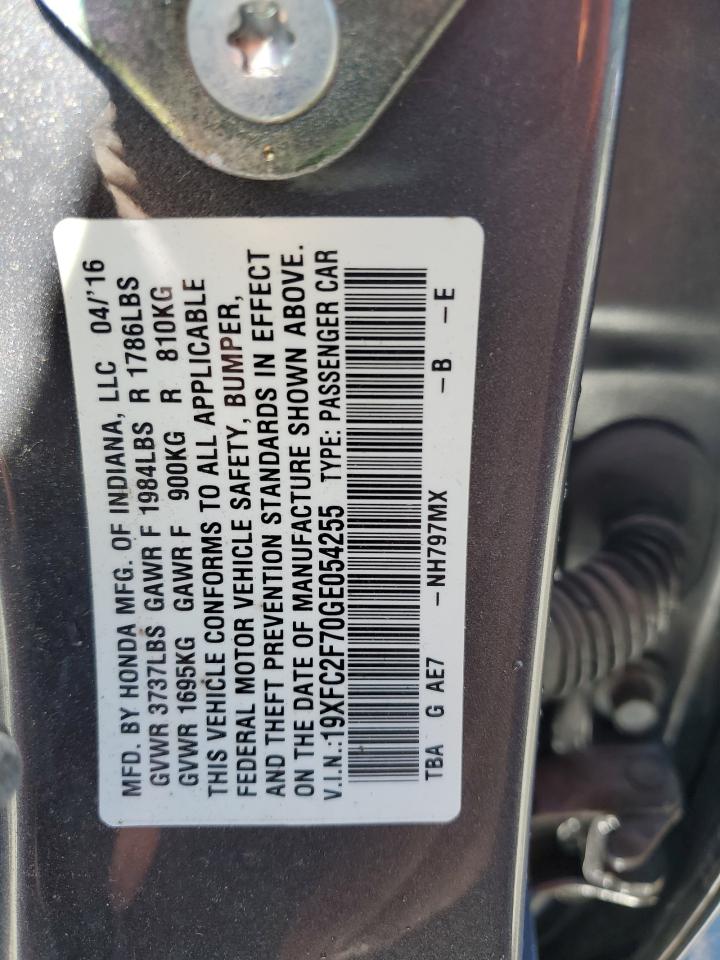 MFD. BY HONDA MFG. OF INDIANA, LLC 04/'16
GVWR 3737LBS GAWR F 1984LBS R 1786LBS
GVWR 1695KG GAWR F 900KG R 810KG
THIS VEHICLE CONFORMS TO ALL APPLICABLE
FEDERAL MOTOR VEHICLE SAFETY, BUMPER,
AND THEFT PREVENTION STANDARDS IN EFFECT
ON THE DATE OF MANUFACTURE SHOWN ABOVE.
V.I.N.:19XFC2F70GE054255 TYPE: PASSENGER CAR
TBA G AE7 –NH797MX –B –E